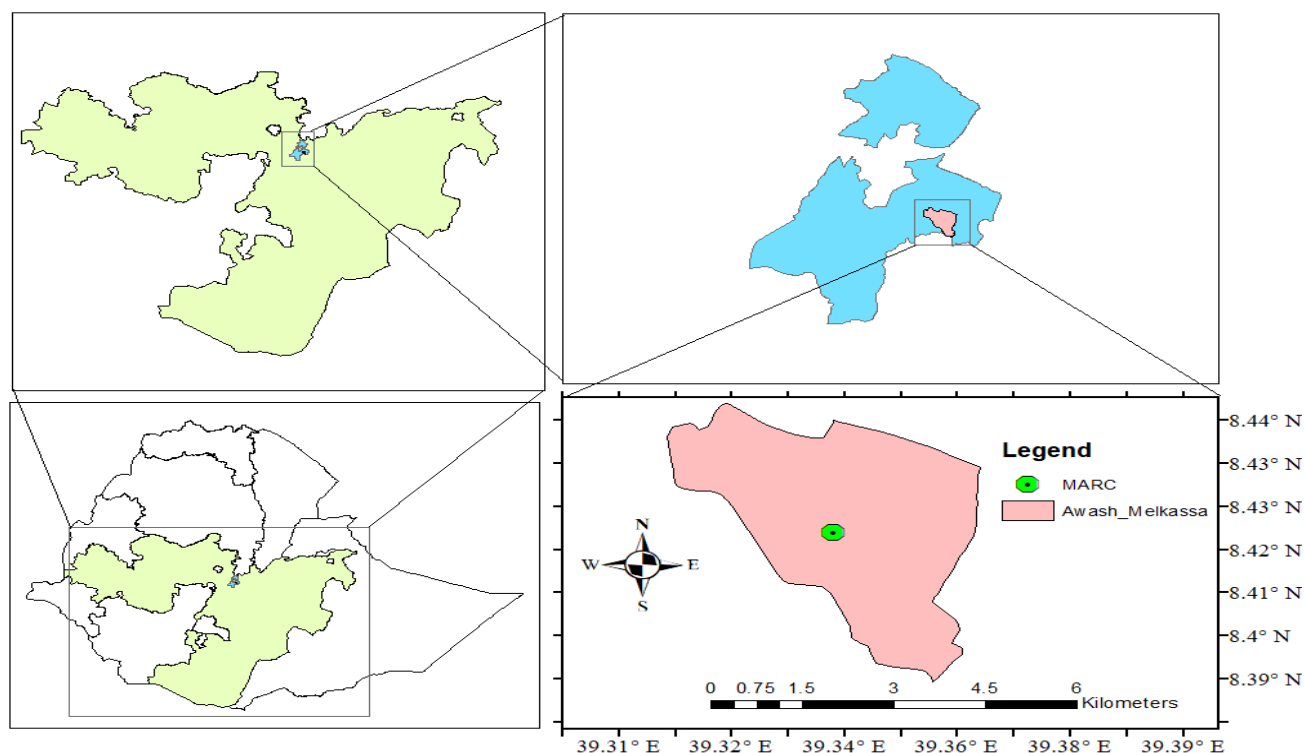 Legend
MARC
Awash_Melkassa
N
W E
S
0 0.75 1.5 3 4.5 6
Kilometers
8.44° N
8.43° N
8.43° N
8.42° N
8.41° N
8.4° N
8.39° N
39.31° E 39.32° E 39.34° E 39.36° E 39.38° E 39.39° E